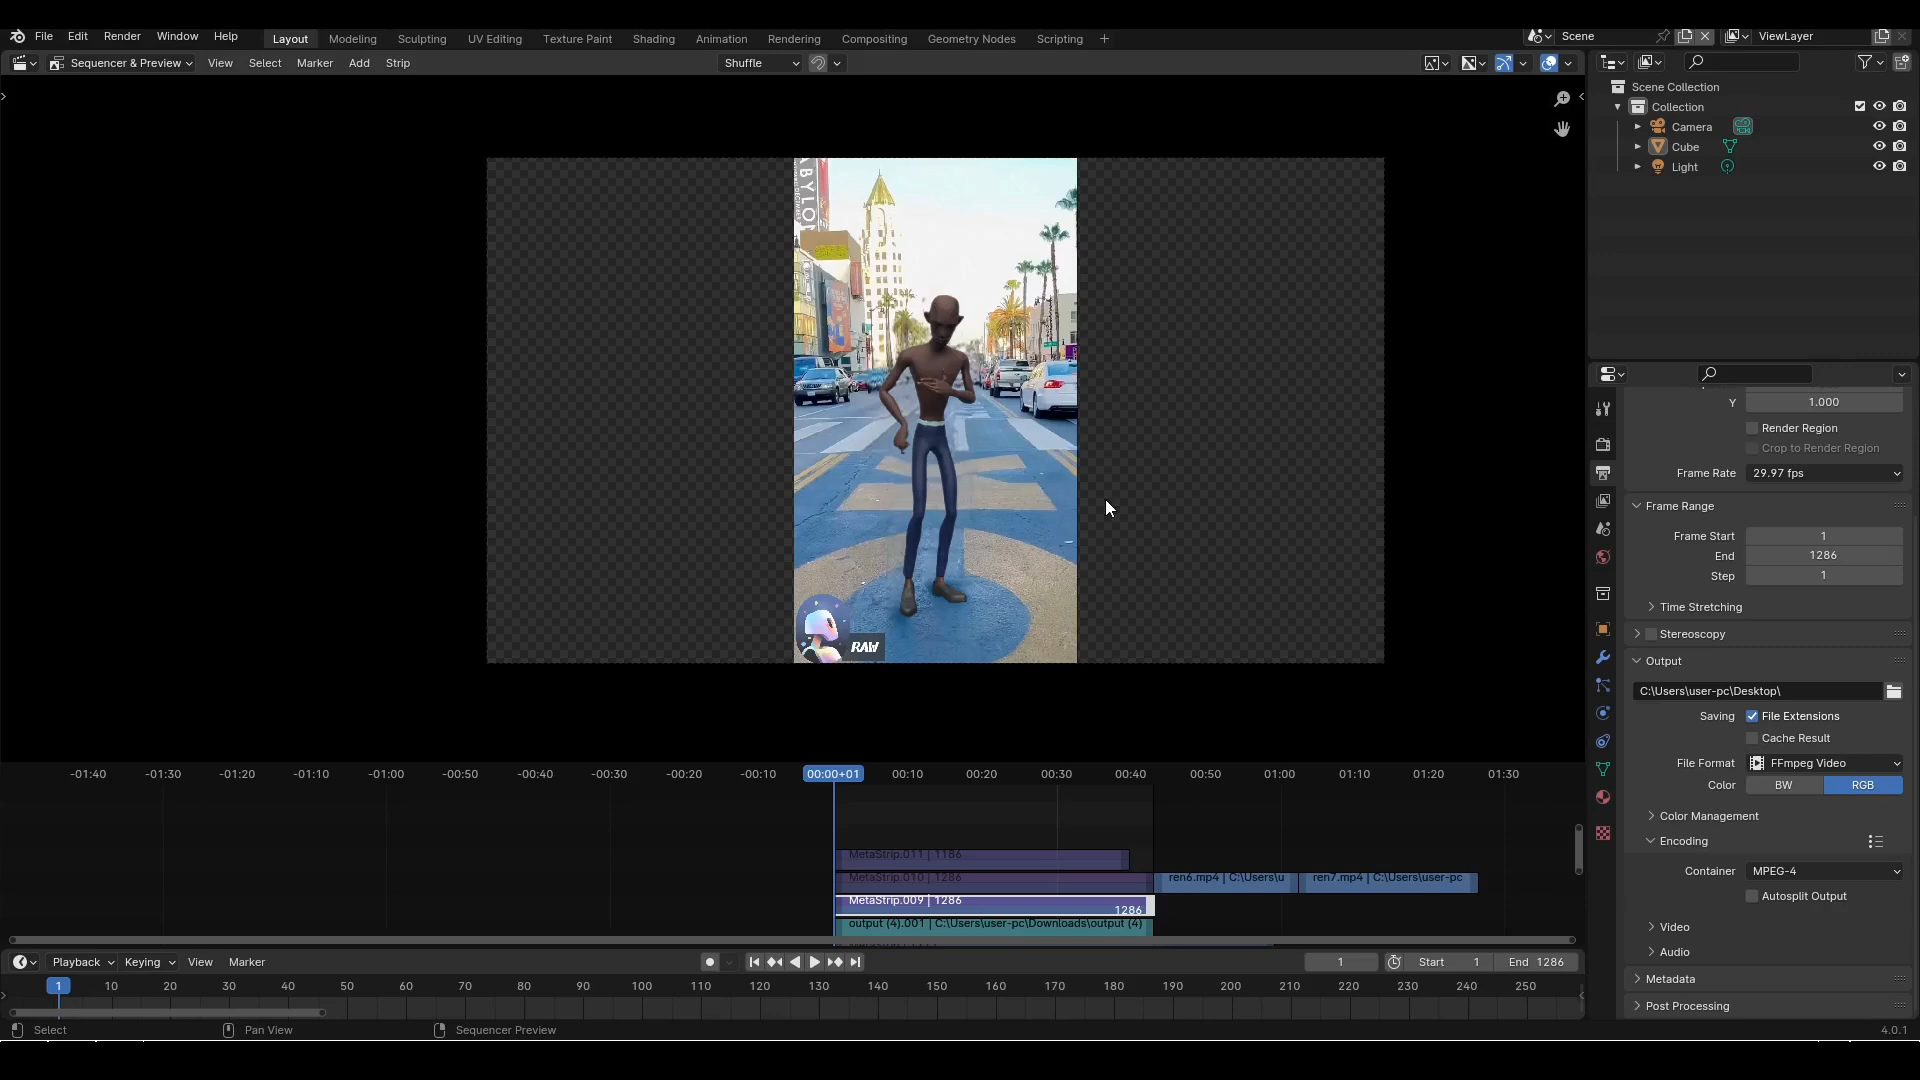 File Edit Render Window Help Layout Modeling Sculpting UV Editing Texture Paint Shading Animation Rendering Compositing Geometry Nodes Scripting + Scene ViewLayer
Sequencer & Preview View Select Marker Add Strip Shuffle
Scene Collection
Collection
Camera
Cube
Light
ABYLO
RAW
Y 1.000
Render Region
Crop to Render Region
Frame Rate 29.97 fps
Frame Range
Frame Start 1
End 1286
Step 1
Time Stretching
Stereoscopy
Output
C:\Users\user-pc\Desktop\
Saving File Extensions
Cache Result
File Format FFmpeg Video
Color BW RGB
Color Management
Encoding
Container MPEG-4
Autosplit Output
Video
Audio
Metadata
Post Processing
-01:40 -01:30 -01:20 -01:10 -01:00 -00:50 -00:40 -00:30 -00:20 -00:10 00:00+01 00:10 00:20 00:30 00:40 00:50 01:00 01:10 01:20 01:30
MetaStrip.011 | 1186
MetaStrip.010 | 1286 ren6.mp4 | C:\Users\u ren7.mp4 | C:\Users\user-pc
MetaStrip.009 | 1286
1286
output (4).001 | C:\Users\user-pc\Downloads\output (4)
Playback Keying View Marker 1 Start 1 End 1286
1 10 20 30 40 50 60 70 80 90 100 110 120 130 140 150 160 170 180 190 200 210 220 230 240 250
Select Pan View Sequencer Preview 4.0.1